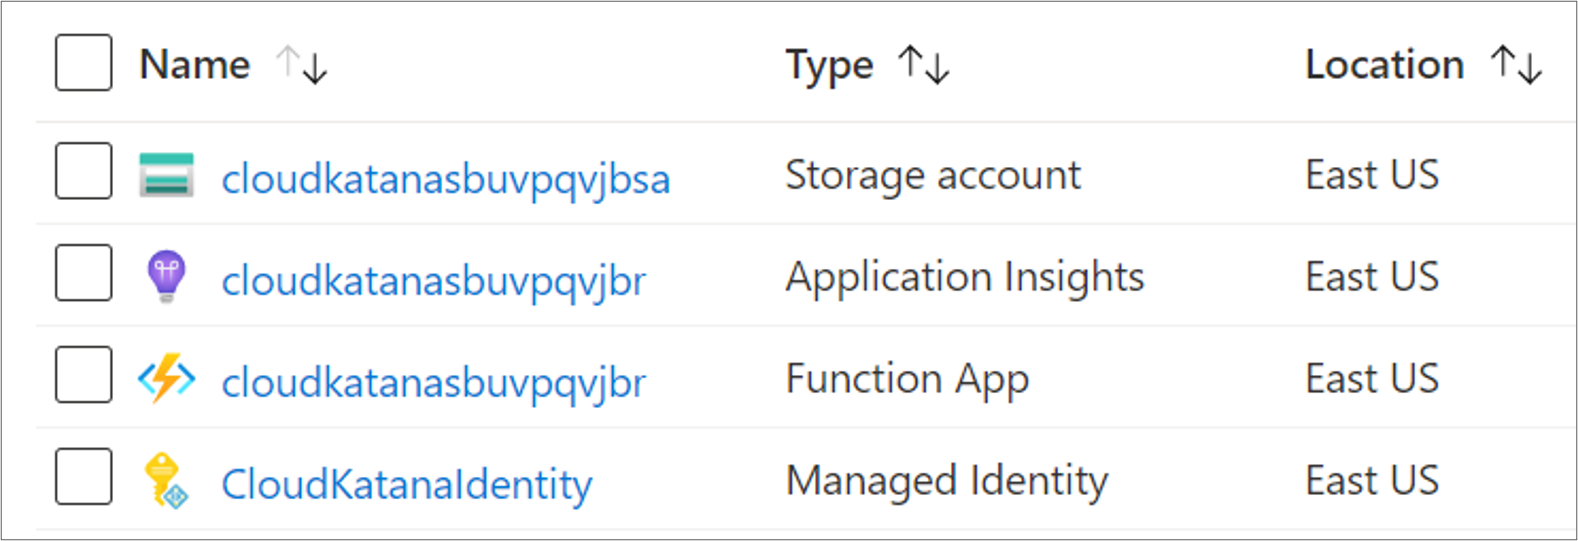 Name ↑↓ Type ↑↓ Location ↑↓
cloudkatanasbuvpqvjbsa Storage account East US
cloudkatanasbuvpqvjbr Application Insights East US
cloudkatanasbuvpqvjbr Function App East US
CloudKatanaIdentity Managed Identity East US